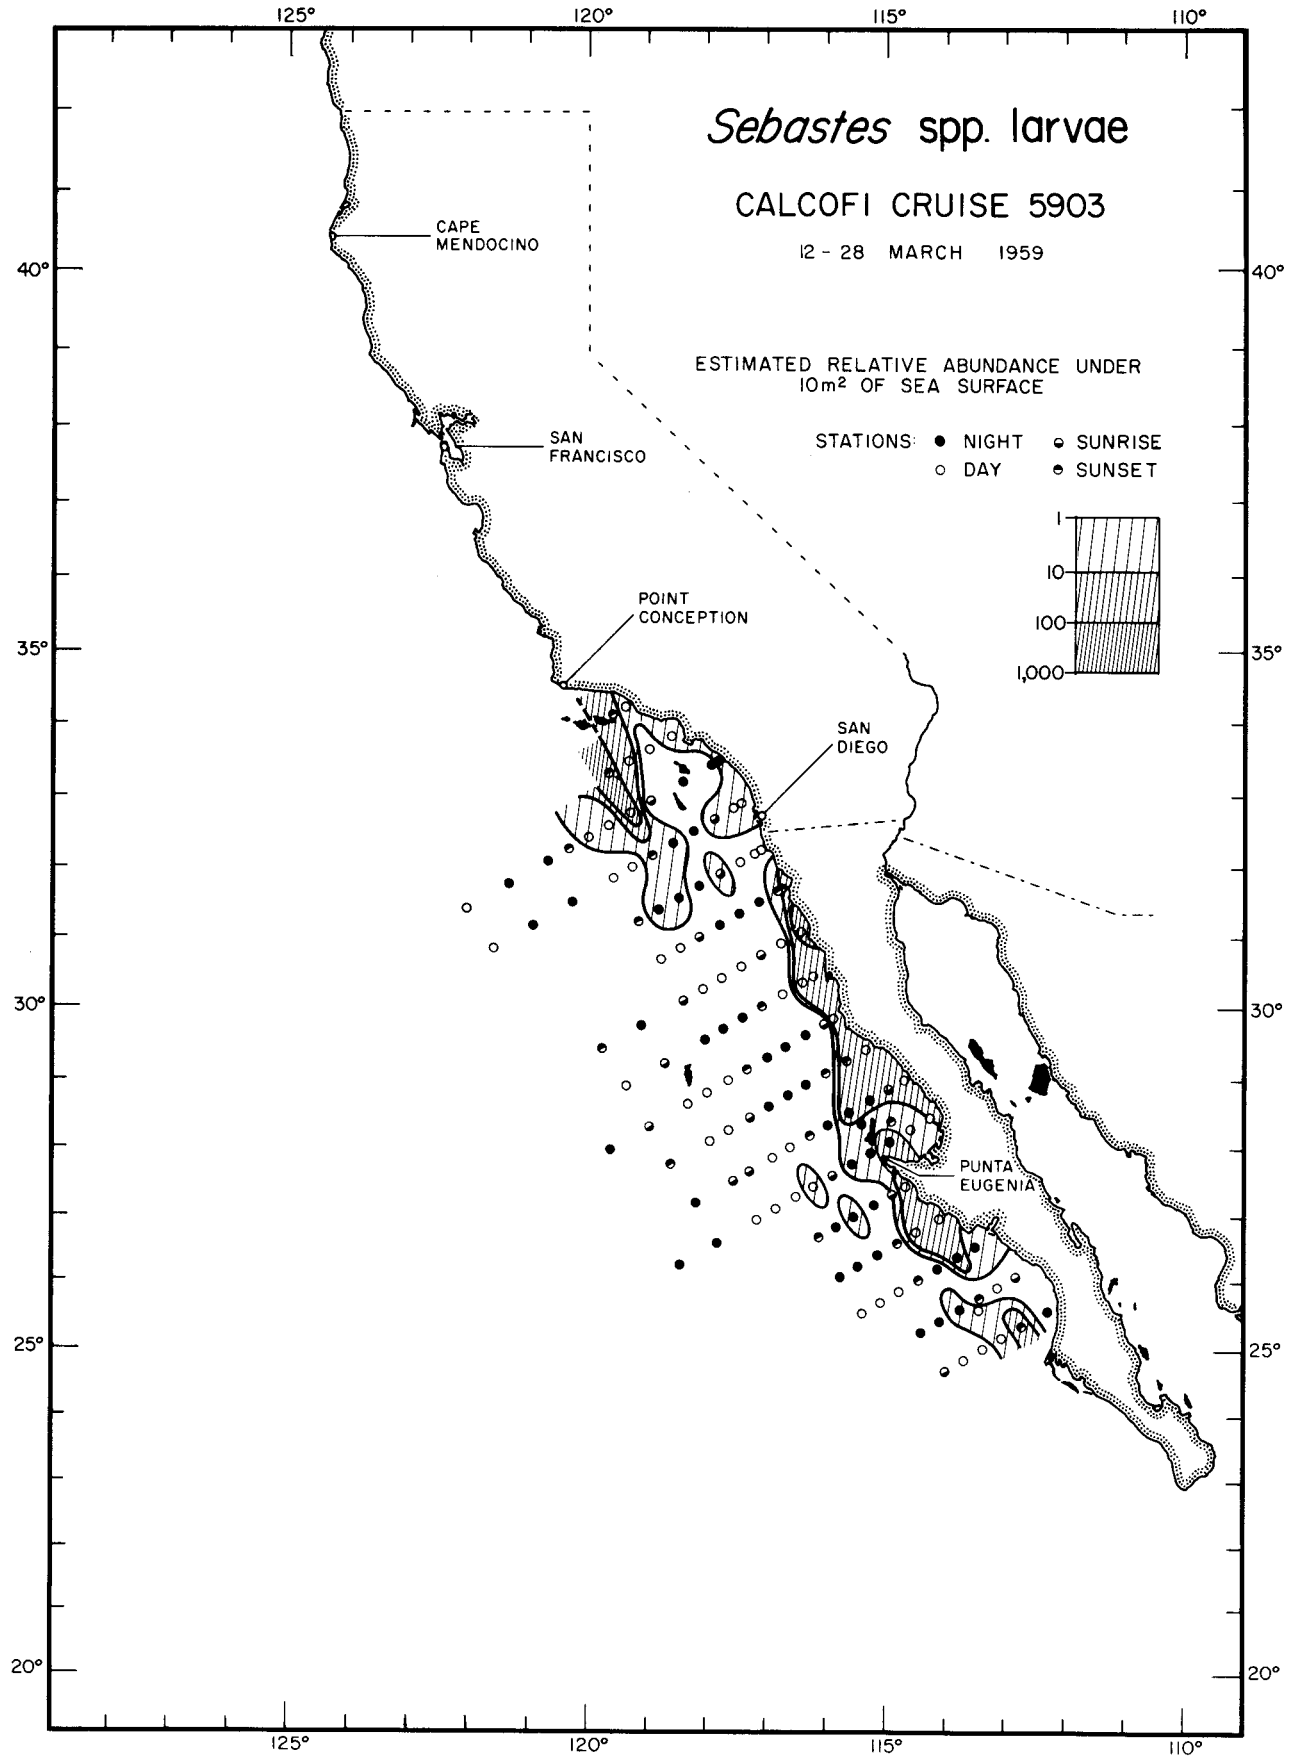 125° 120° 115° 110°
Sebastes spp. larvae
CALCOFI CRUISE 5903
12 - 28 MARCH 1959
CAPE
MENDOCINO
40° 40°
ESTIMATED RELATIVE ABUNDANCE UNDER
10m² OF SEA SURFACE
STATIONS: ● NIGHT ◒ SUNRISE
○ DAY ◓ SUNSET
SAN
FRANCISCO
1
10
100
1,000
POINT
CONCEPTION
35° 35°
SAN
DIEGO
30° 30°
PUNTA
EUGENIA
25° 25°
20° 20°
125° 120° 115° 110°